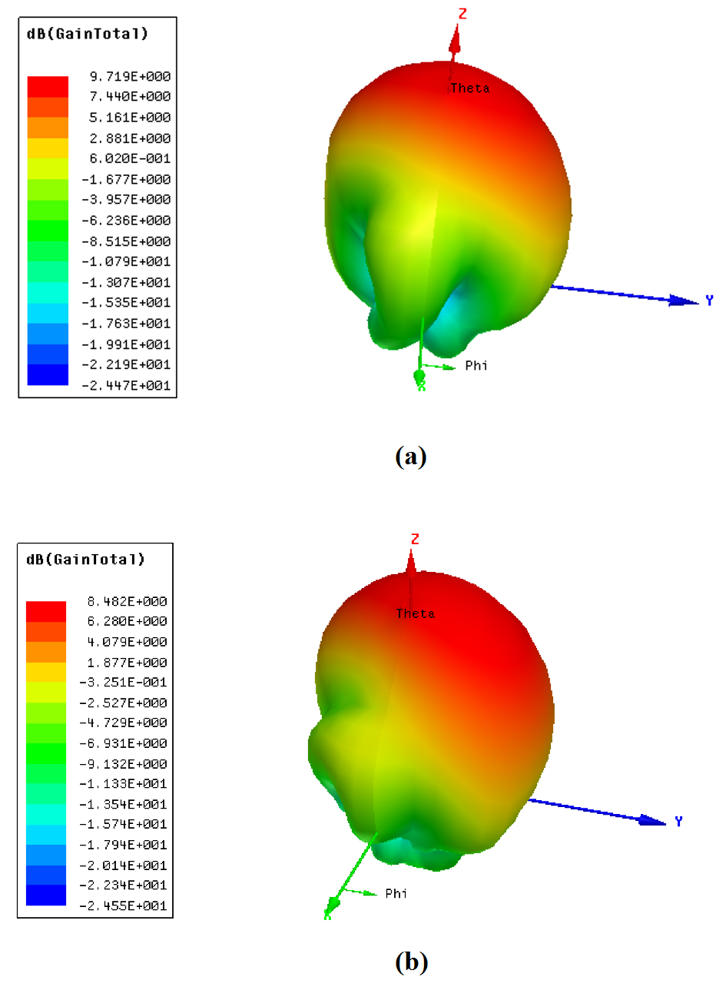 dB(GainTotal)
9.719E+000
7.440E+000
5.161E+000
2.881E+000
6.020E-001
-1.677E+000
-3.957E+000
-6.236E+000
-8.515E+000
-1.079E+001
-1.307E+001
-1.535E+001
-1.763E+001
-1.991E+001
-2.219E+001
-2.447E+001
Z
Theta
Y
Phi
X
(a)
dB(GainTotal)
8.482E+000
6.280E+000
4.079E+000
1.877E+000
-3.251E-001
-2.527E+000
-4.729E+000
-6.931E+000
-9.132E+000
-1.133E+001
-1.354E+001
-1.574E+001
-1.794E+001
-2.014E+001
-2.234E+001
-2.455E+001
Z
Theta
Y
Phi
X
(b)